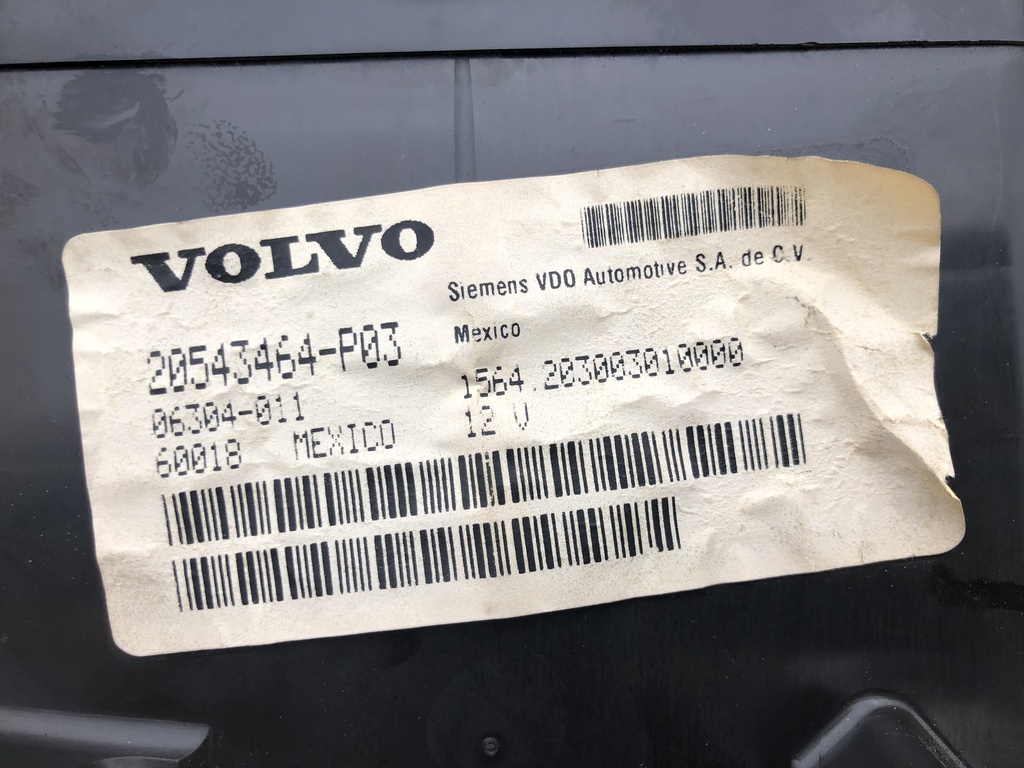 VOLVO
Siemens VDO Automotive S.A. de C.V.
Mexico
20543464-P03
1564.203003010000
06304-011
12 V
60018 MEXICO